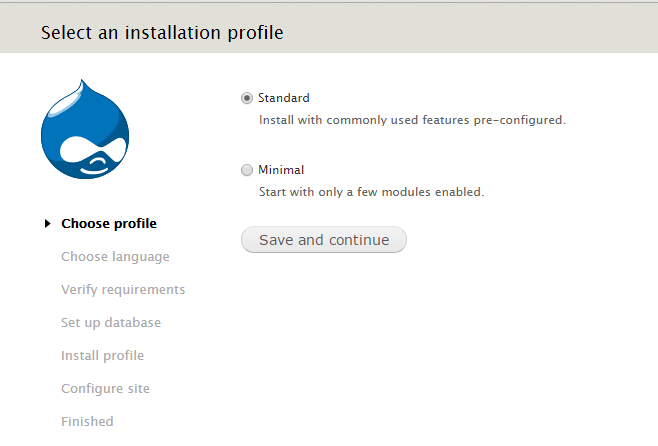 Select an installation profile
Standard
Install with commonly used features pre-configured.
Minimal
Start with only a few modules enabled.
Save and continue
Choose profile
Choose language
Verify requirements
Set up database
Install profile
Configure site
Finished